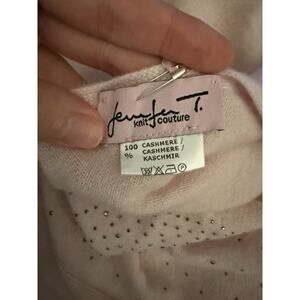 Jennifer T.
knit couture
100 CASHMERE /
% CASHMERE /
KASCHMIR
P